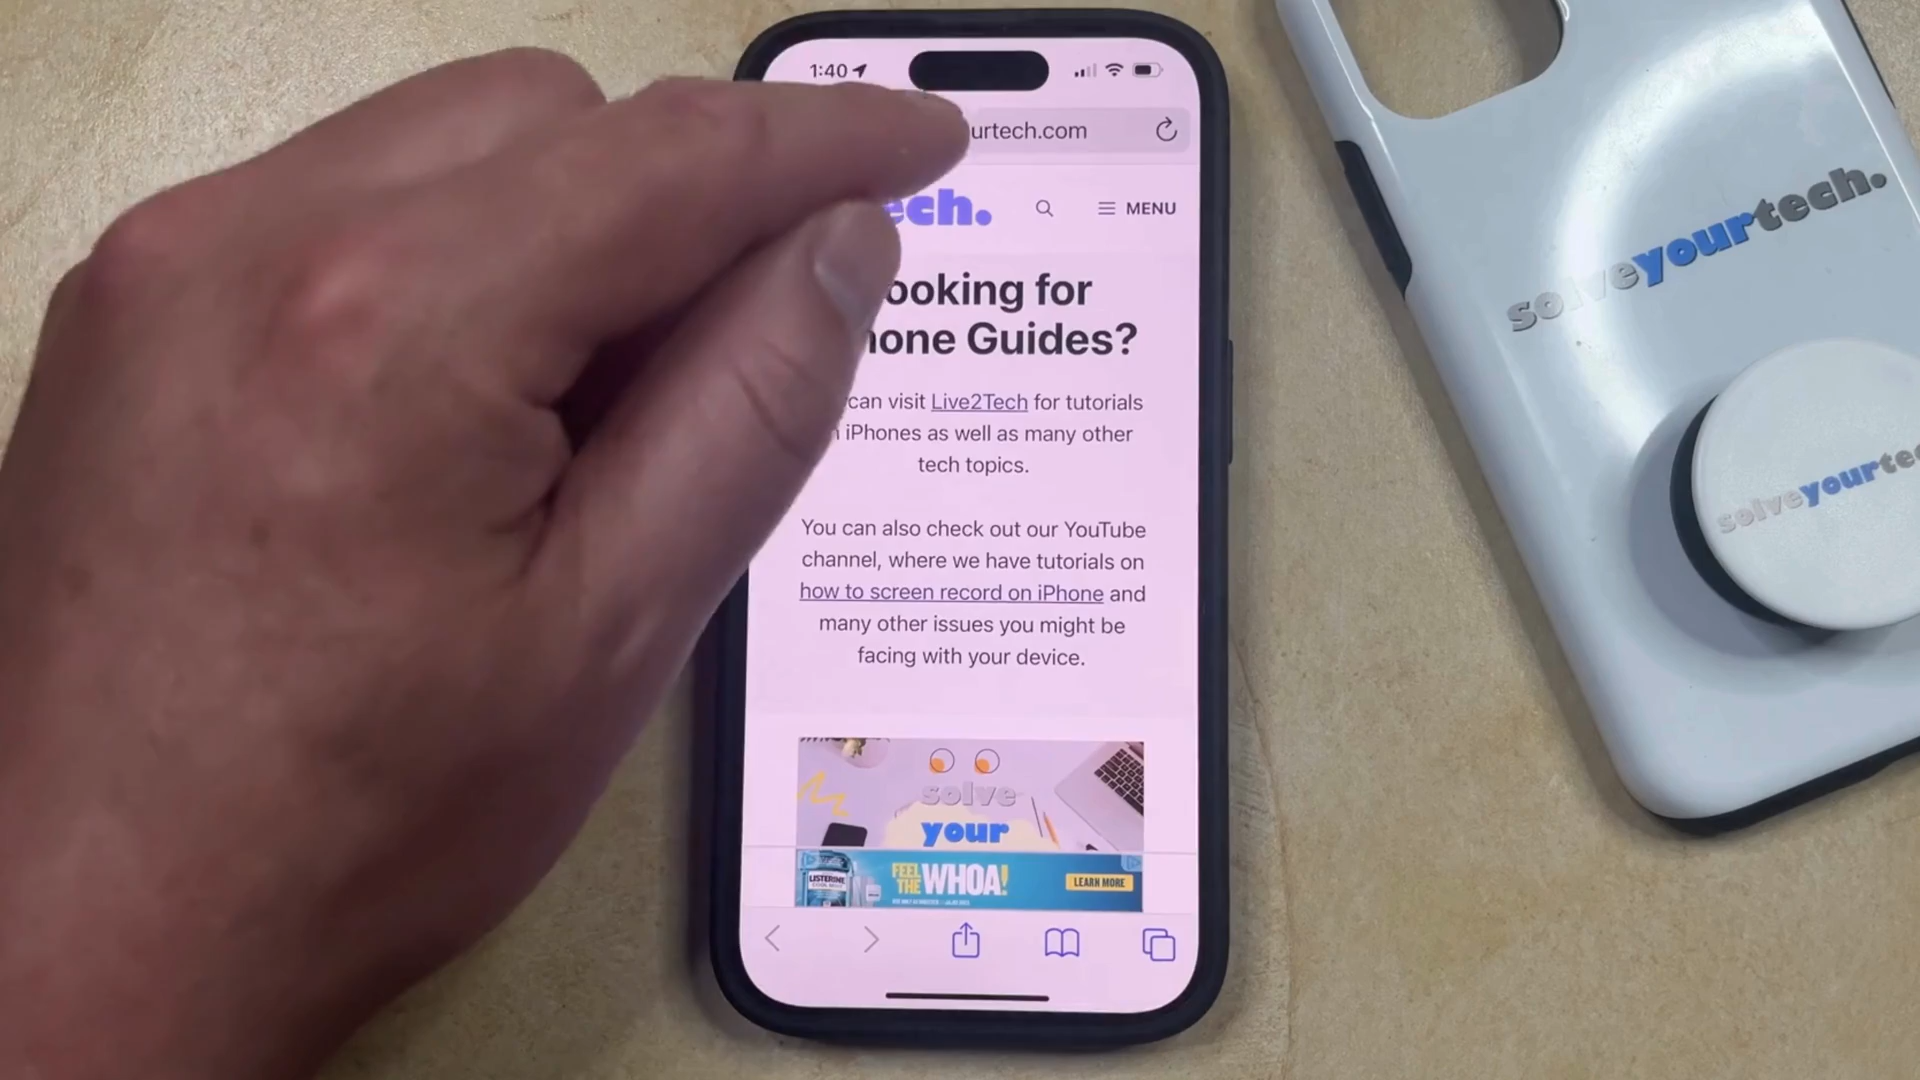 1:40
urtech.com
ech.
MENU
ooking for
one Guides?
can visit Live2Tech for tutorials
iPhones as well as many other
tech topics.
You can also check out our YouTube
channel, where we have tutorials on
how to screen record on iPhone and
many other issues you might be
facing with your device.
solve
your
LISTERINE
FEEL
THE WHOA!
LEARN MORE
solveyourtech.
solveyourtec